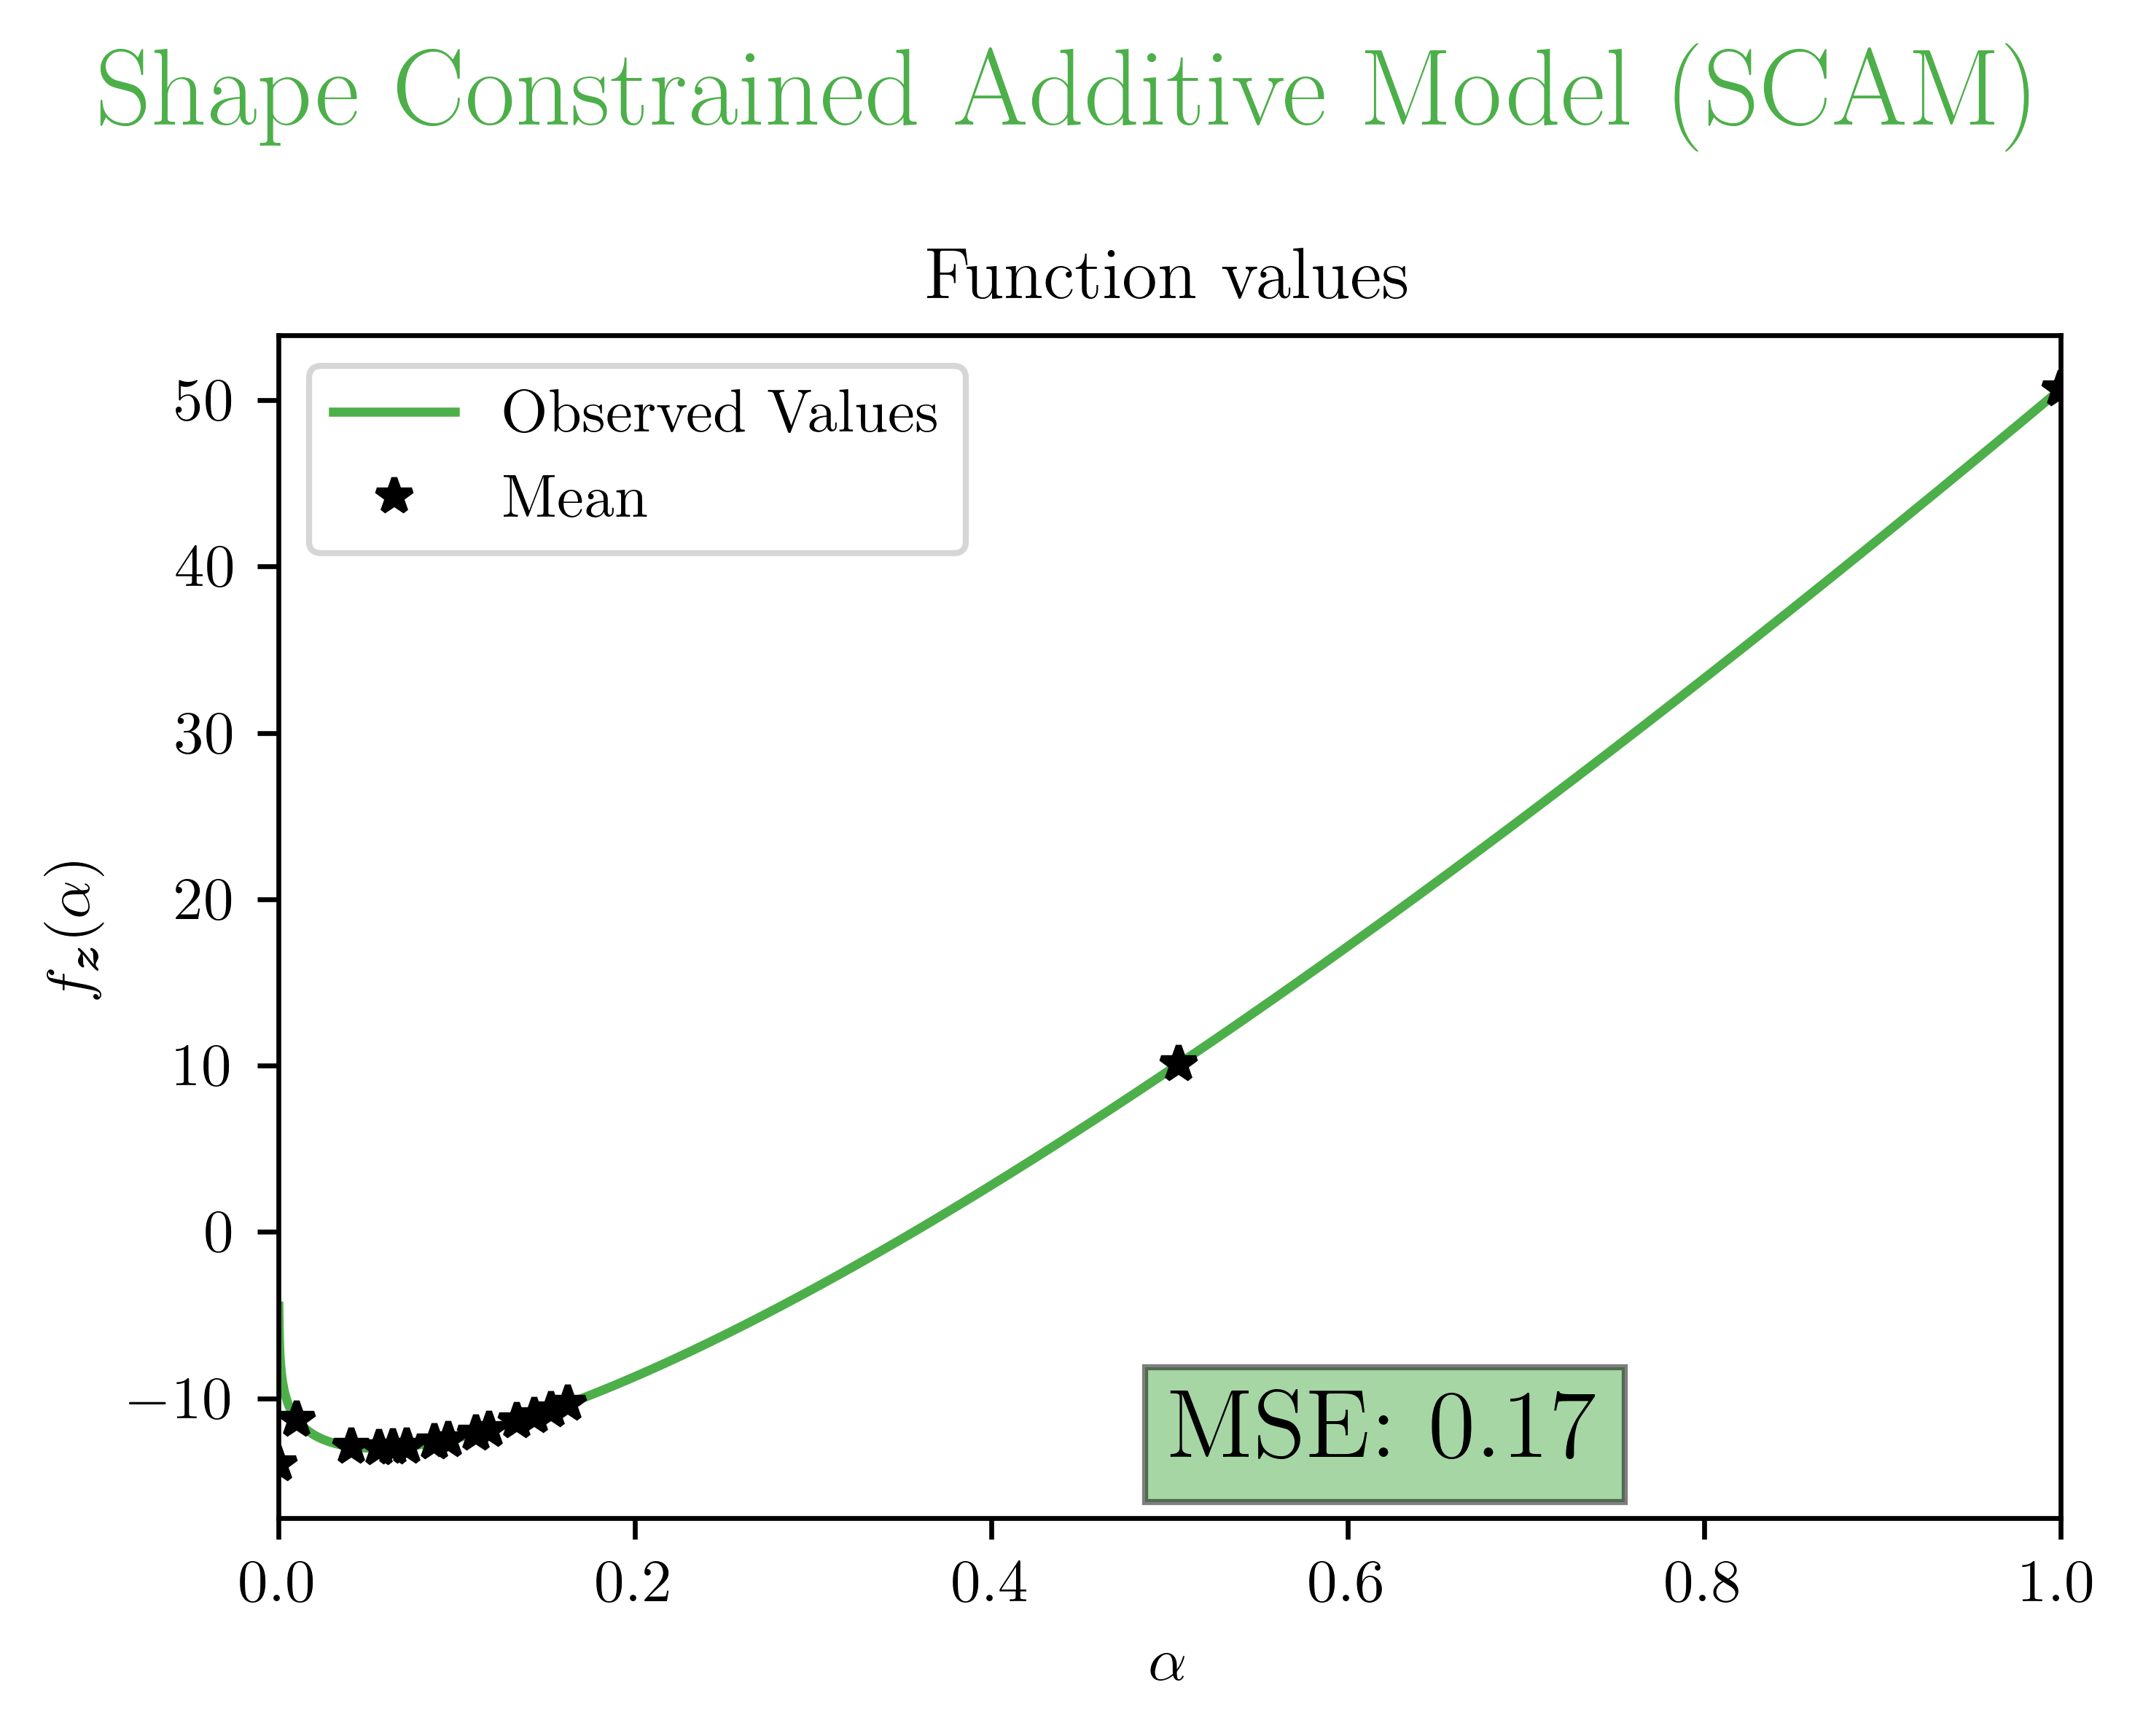 Shape Constrained Additive Model (SCAM)
Function values
Observed Values
Mean
50
40
30
20
10
0
−10
f_z(α)
MSE: 0.17
0.0 0.2 0.4 0.6 0.8 1.0
α